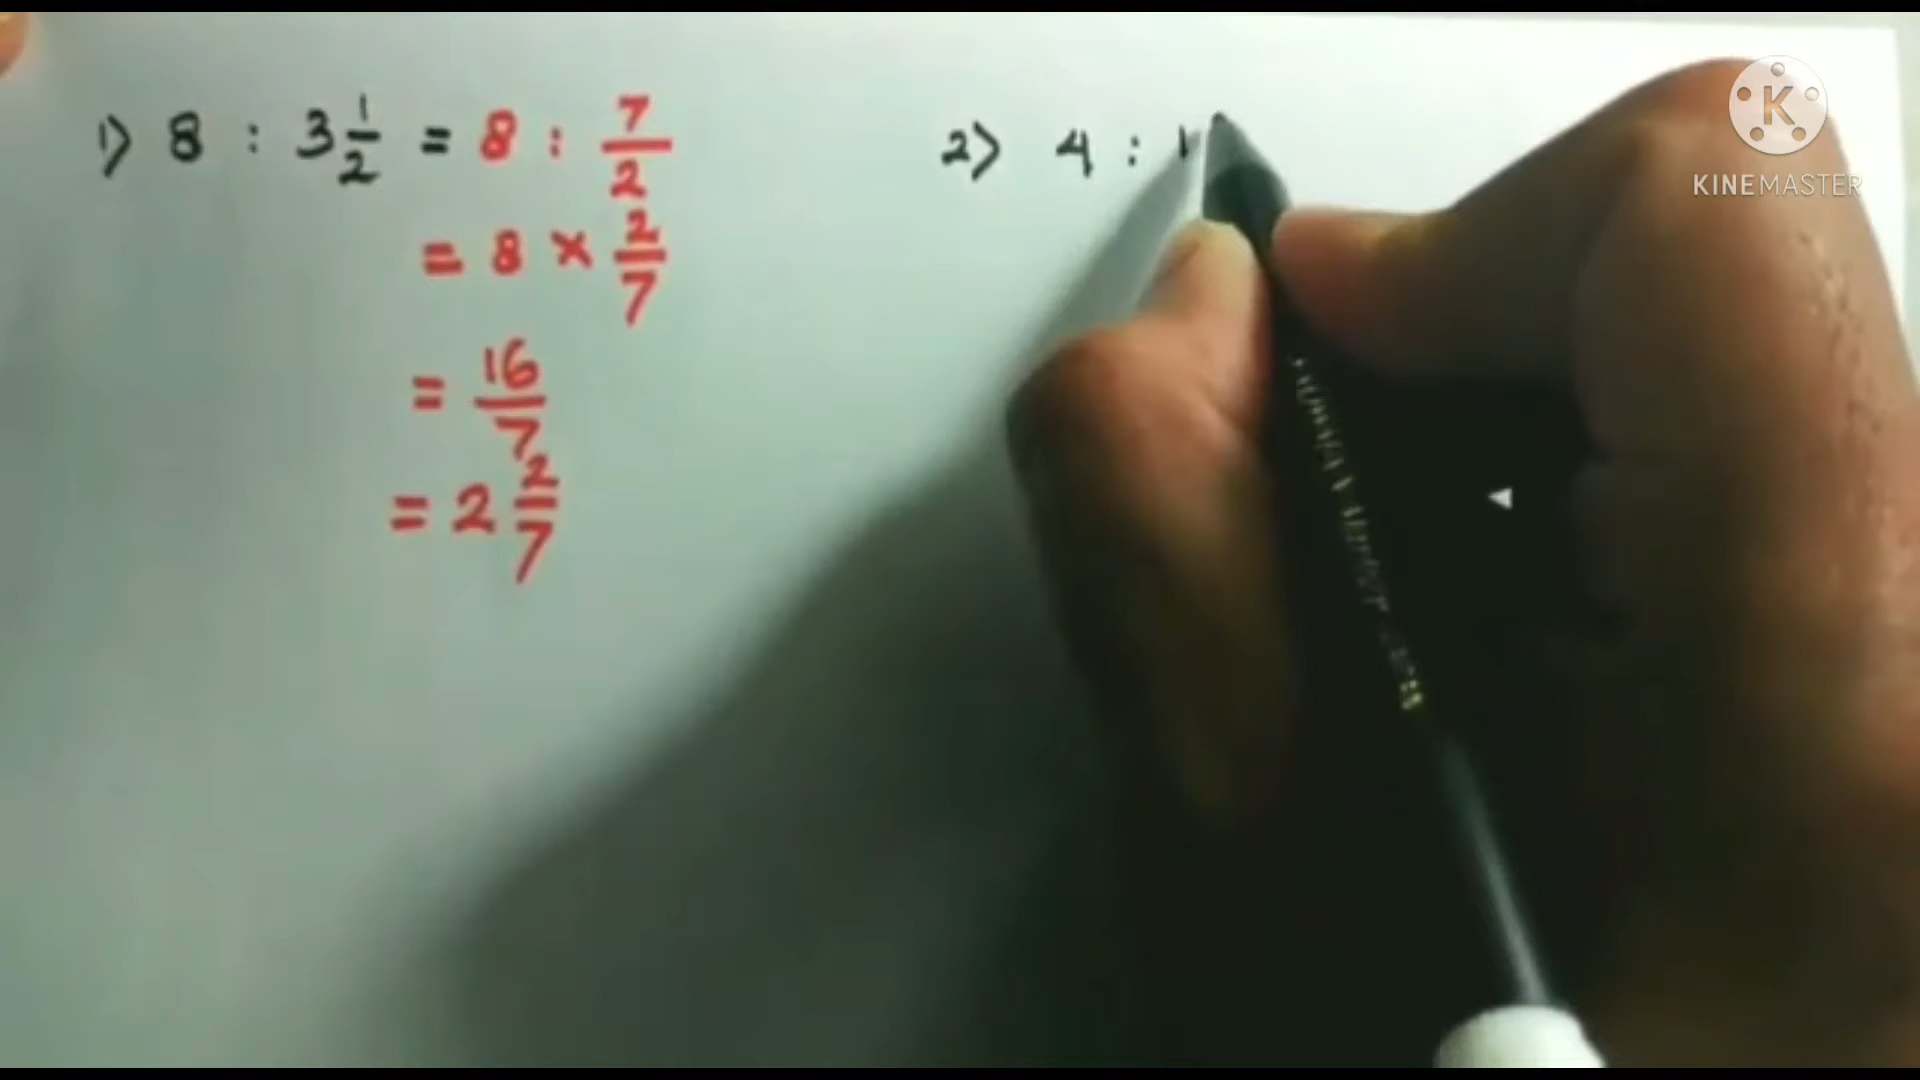 1) 8 : 3 1/2 = 8 : 7/2
= 8 × 2/7
= 16/7
= 2 2/7
2) 4 : 1
KINEMASTER